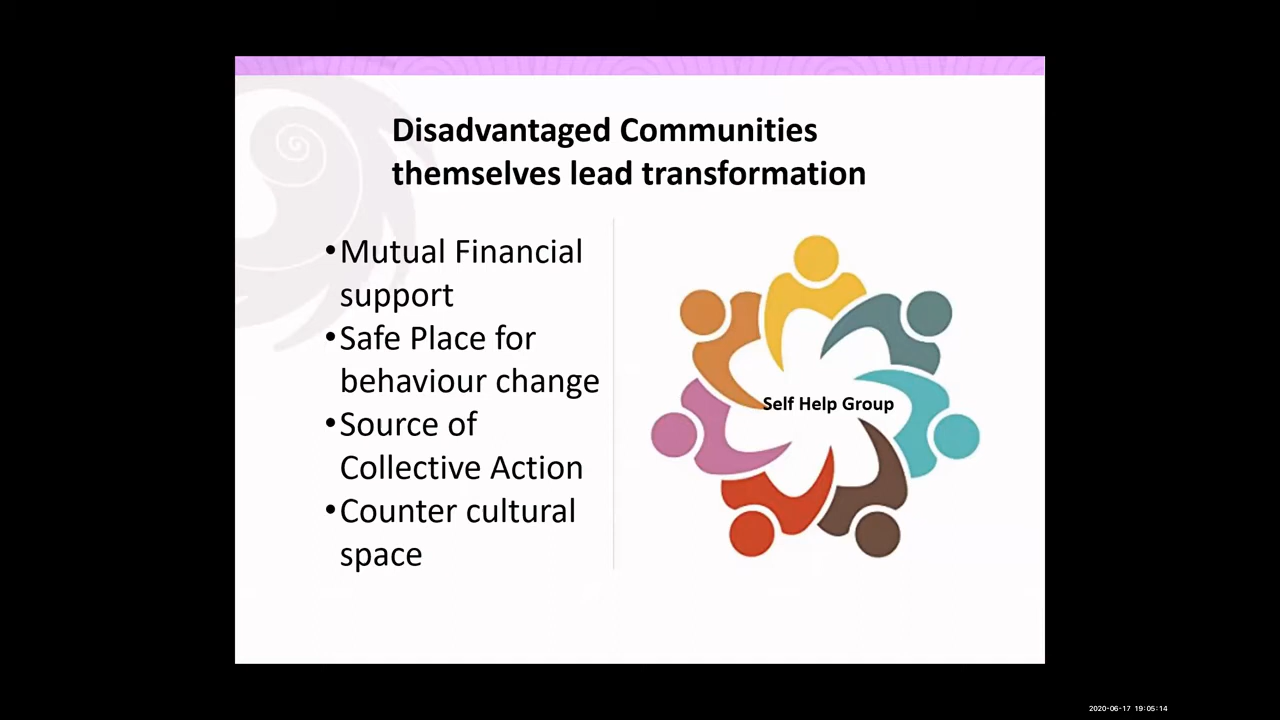 Disadvantaged Communities
themselves lead transformation
•Mutual Financial
support
•Safe Place for
behaviour change
•Source of
Collective Action
•Counter cultural
space
Self Help Group
2020-06-17 19:05:14